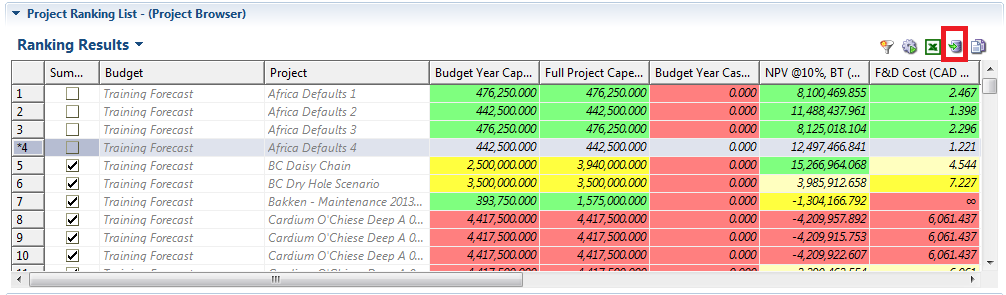 Project Ranking List - (Project Browser)
Ranking Results
Sum... Budget Project Budget Year Cape... Full Project Cape... Budget Year Cas... NPV @10%, BT (... F&D Cost (CAD ...
1 Training Forecast Africa Defaults 1 476,250.000 476,250.000 0.000 8,100,469.855 2.467
2 Training Forecast Africa Defaults 2 442,500.000 442,500.000 0.000 11,488,437.961 1.398
3 Training Forecast Africa Defaults 3 476,250.000 476,250.000 0.000 8,125,018.104 2.296
*4 Training Forecast Africa Defaults 4 442,500.000 442,500.000 0.000 12,497,466.841 1.221
5 Training Forecast BC Daisy Chain 2,500,000.000 3,940,000.000 0.000 15,266,964.068 4.544
6 Training Forecast BC Dry Hole Scenario 3,500,000.000 3,500,000.000 0.000 3,985,912.658 7.227
7 Training Forecast Bakken - Maintenance 2013... 393,750.000 1,575,000.000 0.000 -1,304,166.792 ∞
8 Training Forecast Cardium O'Chiese Deep A 0... 4,417,500.000 4,417,500.000 0.000 -4,209,957.892 6,061.437
9 Training Forecast Cardium O'Chiese Deep A 0... 4,417,500.000 4,417,500.000 0.000 -4,209,915.753 6,061.437
10 Training Forecast Cardium O'Chiese Deep A 0... 4,417,500.000 4,417,500.000 0.000 -4,209,922.607 6,061.437